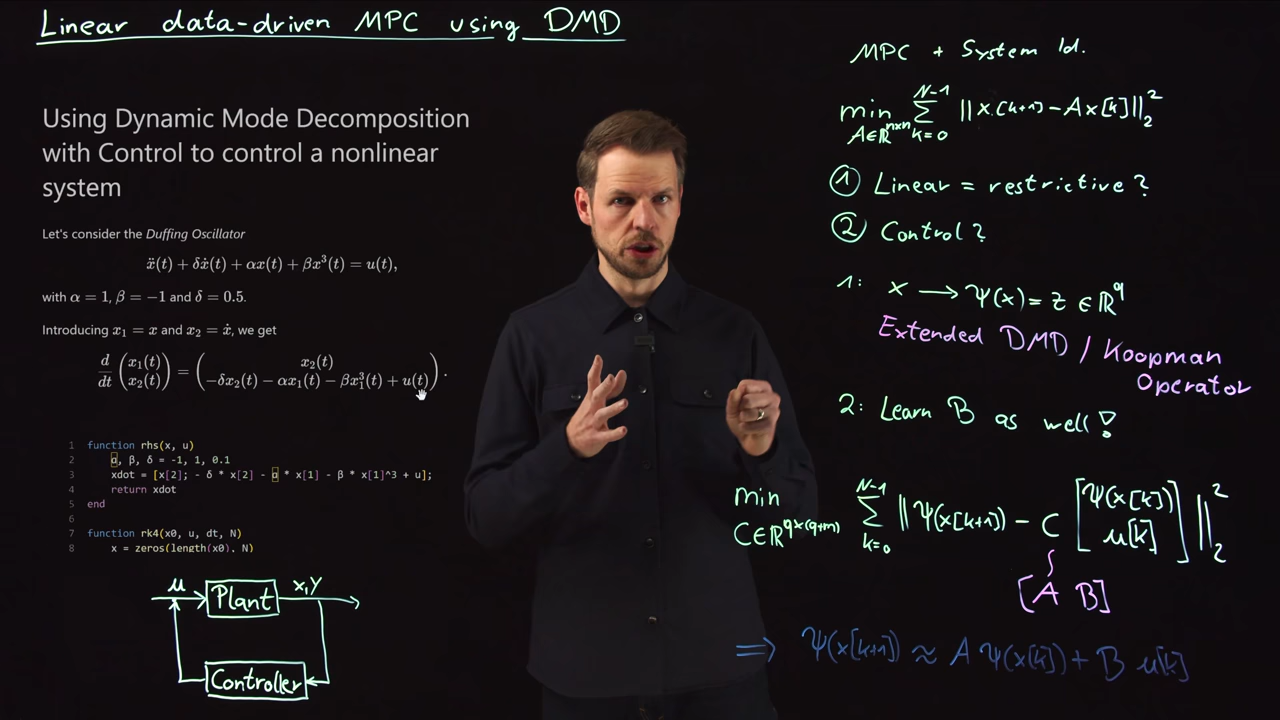 Linear data-driven MPC using DMD
Using Dynamic Mode Decomposition
with Control to control a nonlinear
system
Let's consider the Duffing Oscillator
ẍ(t) + δẋ(t) + αx(t) + βx³(t) = u(t),
with α = 1, β = −1 and δ = 0.5.
Introducing x₁ = x and x₂ = ẋ, we get
d/dt (x₁(t) x₂(t)) = (x₂(t) −δx₂(t) − αx₁(t) − βx₁³(t) + u(t)).
1 function rhs(x, u)
2 α, β, δ = -1, 1, 0.1
3 xdot = [x[2]; - δ * x[2] - α * x[1] - β * x[1]^3 + u];
4 return xdot
5 end
6
7 function rk4(x0, u, dt, N)
8 x = zeros(length(x0), N)
u Plant x,y
Controller
MPC + System Id.
min A∈ℝⁿˣⁿ Σ k=0 N-1 ||x[k+1] - Ax[k]||₂²
① Linear = restrictive?
② Control?
1: x → Ψ(x) = z ∈ ℝ^q
Extended DMD / Koopman
Operator
2: Learn B as well!
min C∈ℝ^q×(q+m) Σ k=0 N-1 ||Ψ(x[k+1]) - C [Ψ(x[k]) u[k]]||₂²
[A B]
⇒ Ψ(x[k+1]) ≈ A Ψ(x[k]) + B u[k]